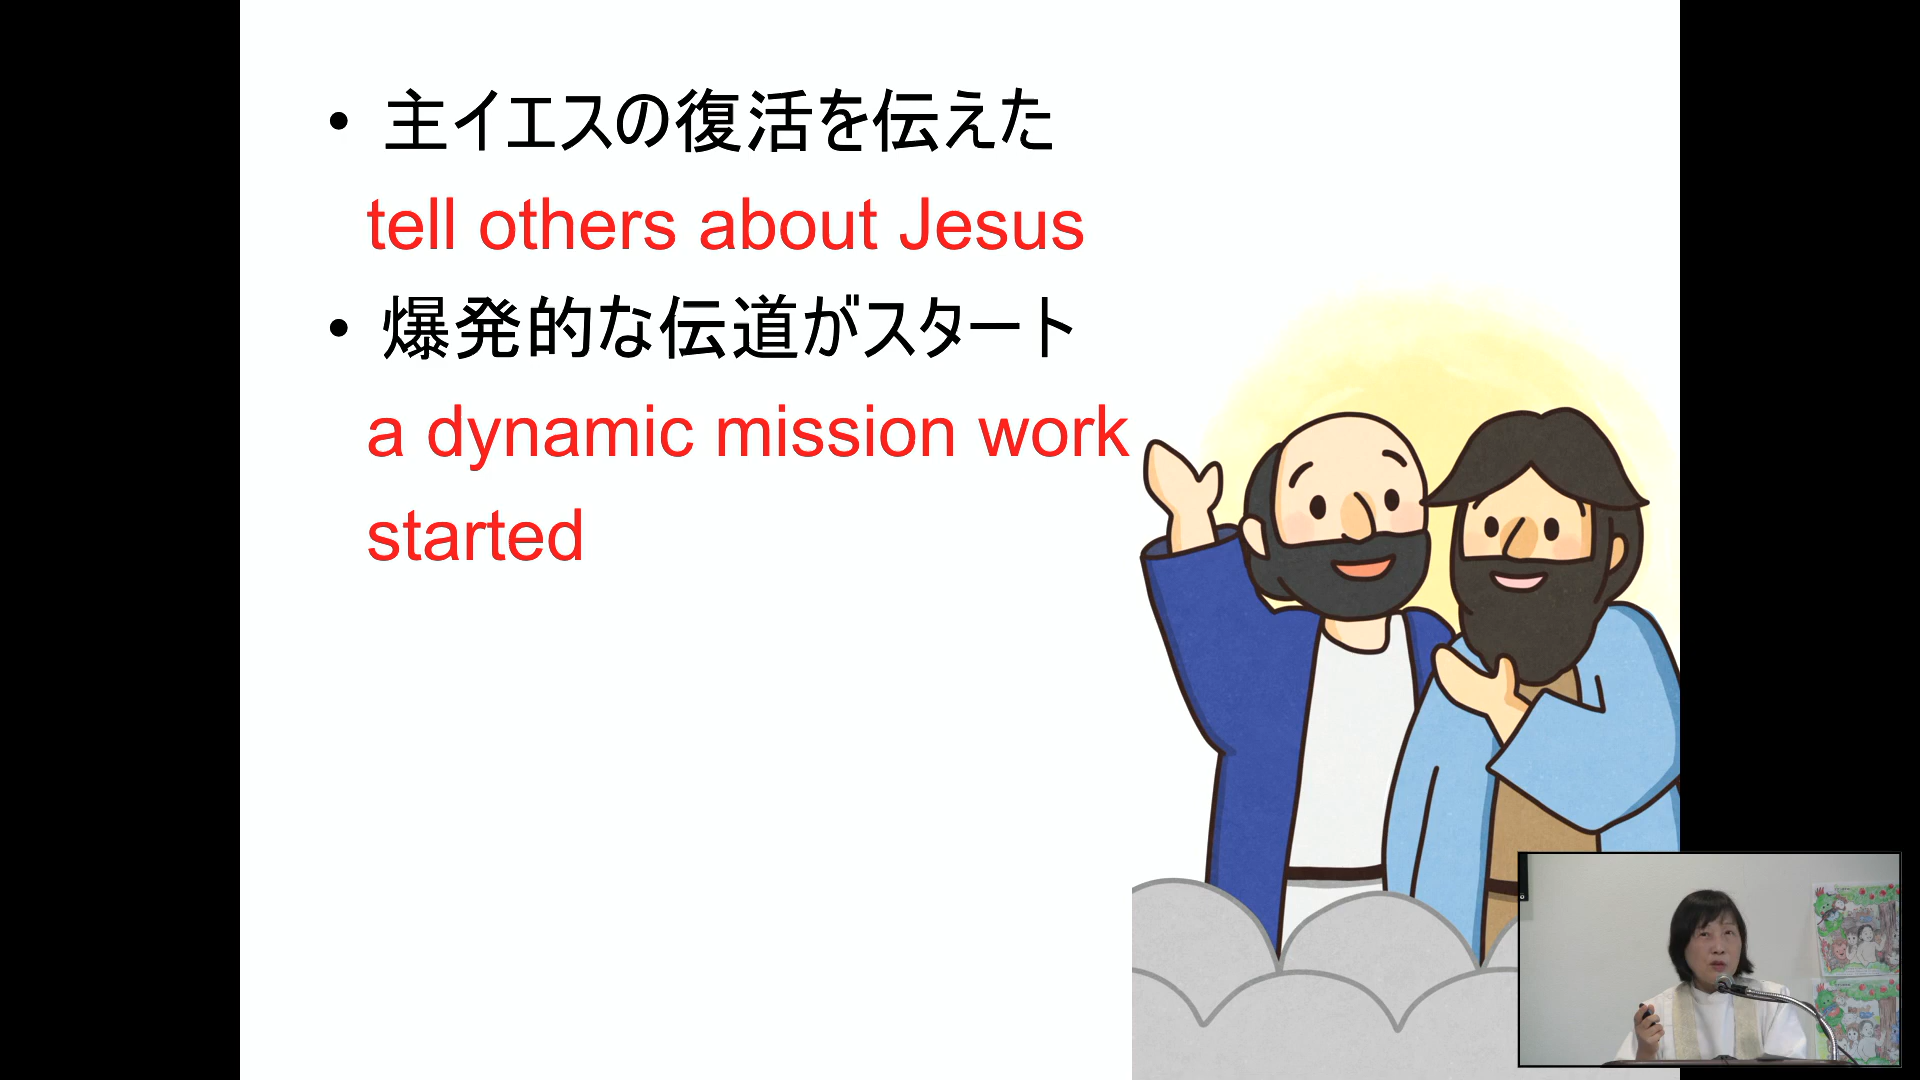 • 主イエスの復活を伝えた
tell others about Jesus
• 爆発的な伝道がスタート
a dynamic mission work
started